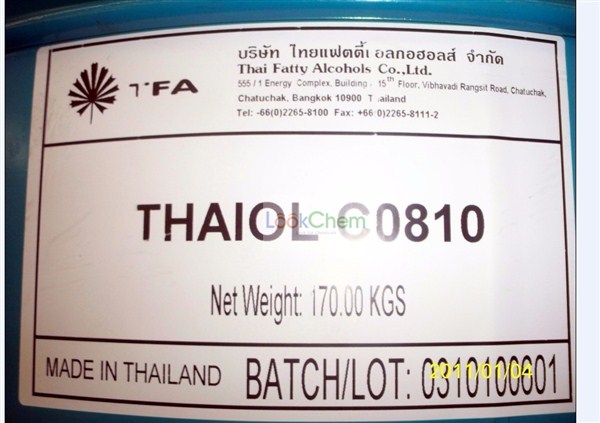 บริษัท ไทยแฟตตี้แอลกอฮอลส์ จำกัด
TFA
Thai Fatty Alcohols Co.,Ltd.
555/1 Energy Complex, Building 15th Floor, Vibhavadi Rangsit Road, Chatuchak,
Chatuchak, Bangkok 10900 Thailand
Tel: -66(0)2265-8100 Fax: +66(0)2265-8111-2
LookChem
THAIOL C0810
Net Weight: 170.00 KGS
MADE IN THAILAND
BATCH/LOT: 0310100601
2011/01/04